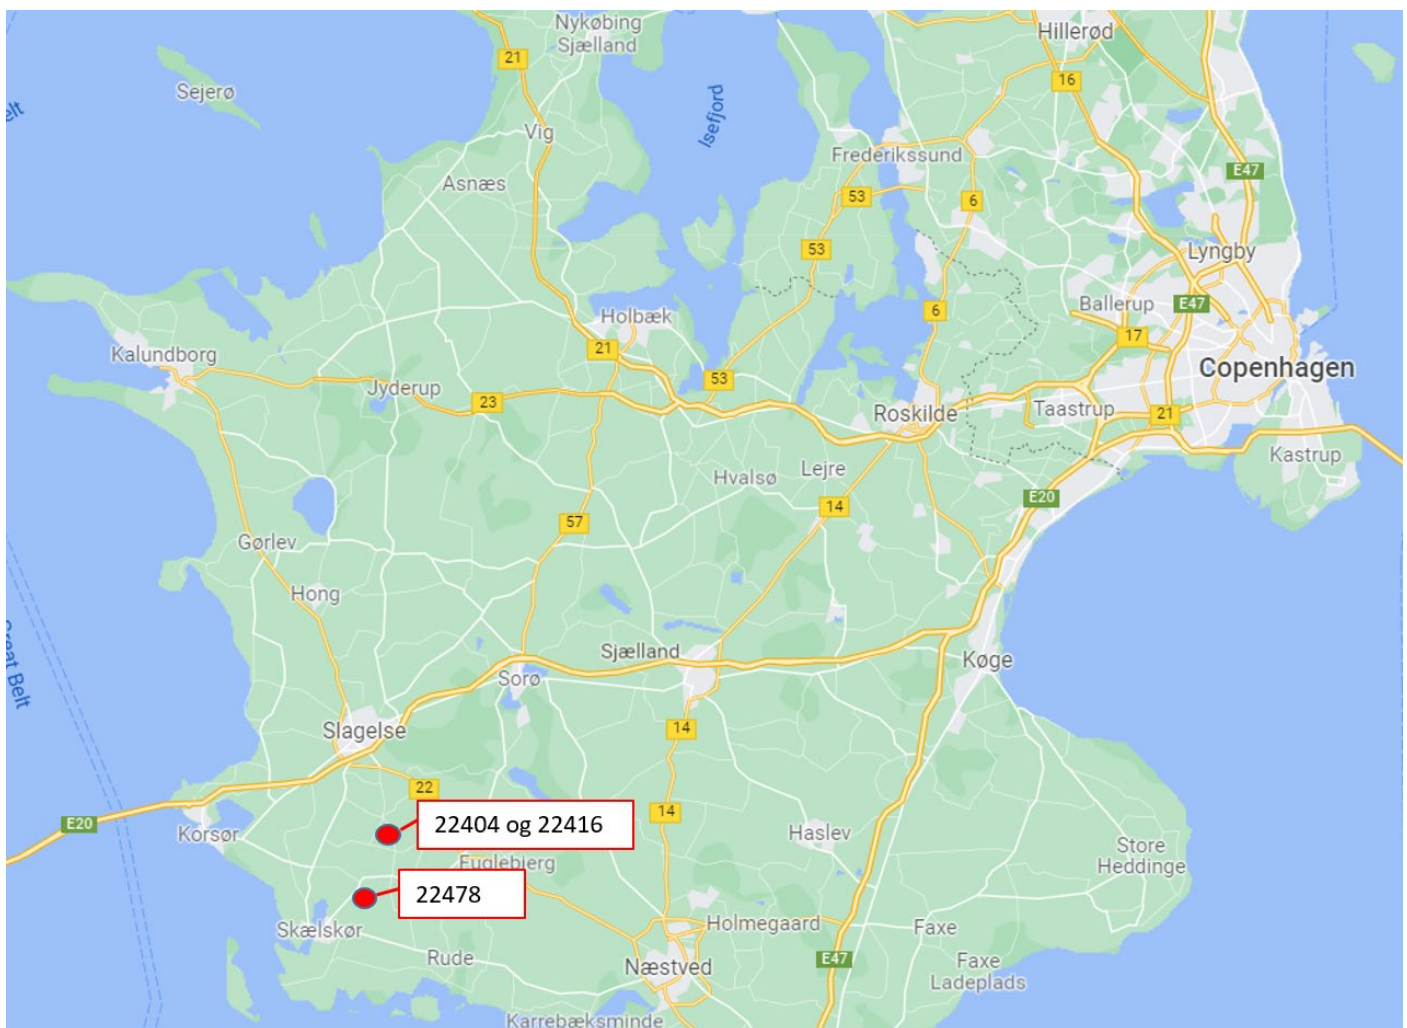 Nykøbing
Sjælland
Hillerød
21
16
Sejerø
elt
Isefjord
Vig
Frederikssund
Asnæs
E47
53
6
53
Lyngby
Ballerup
E47
6
Holbæk
17
Kalundborg
21
Copenhagen
53
Jyderup
23
Roskilde
Taastrup
21
Kastrup
Lejre
Hvalsø
E20
14
57
Gørlev
Hong
Great Belt
Sjælland
Køge
Sorø
Slagelse
14
22
E20
Korsør
22404 og 22416
14
Haslev
Store
Heddinge
Fuglebjerg
22478
Skælskør
Holmegaard
Faxe
Rude
Næstved
E47
Faxe
Ladeplads
Karrebæksminde